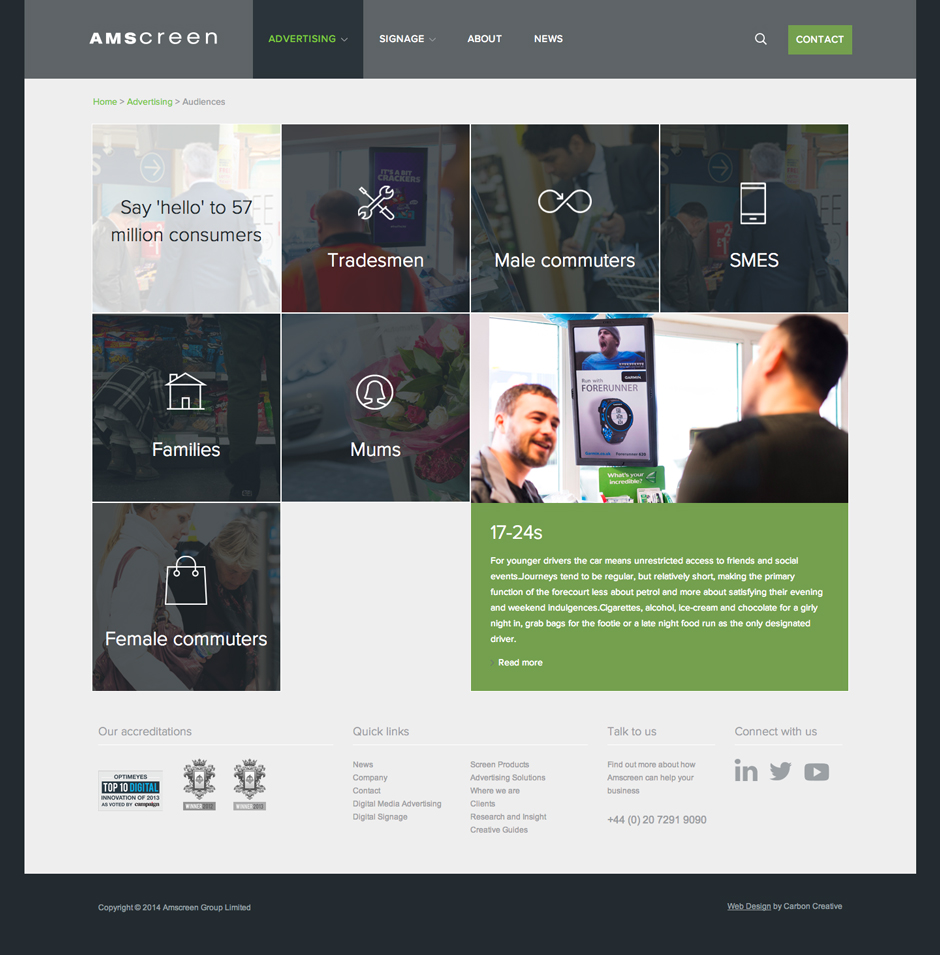 AMScreen
ADVERTISING
SIGNAGE
ABOUT
NEWS
CONTACT
Home > Advertising > Audiences
Say 'hello' to 57
million consumers
IT'S A BIT
CRACKERS
Tradesmen
Male commuters
SMES
Families
Mums
Run with
GARMIN
FORERUNNER
What's your
incredible?
Female commuters
17-24s
For younger drivers the car means unrestricted access to friends and social
events.Journeys tend to be regular, but relatively short, making the primary
function of the forecourt less about petrol and more about satisfying their evening
and weekend indulgences.Cigarettes, alcohol, ice-cream and chocolate for a girly
night in, grab bags for the footie or a late night food run as the only designated
driver.
Read more
Our accreditations
OPTIMEYES
TOP 10 DIGITAL
INNOVATION OF 2013
AS VOTED BY campaign
WINNER 2013
WINNER 2013
Quick links
News
Company
Contact
Digital Media Advertising
Digital Signage
Screen Products
Advertising Solutions
Where we are
Clients
Research and Insight
Creative Guides
Talk to us
Find out more about how
Amscreen can help your
business
+44 (0) 20 7291 9090
Connect with us
in
Copyright © 2014 Amscreen Group Limited
Web Design by Carbon Creative